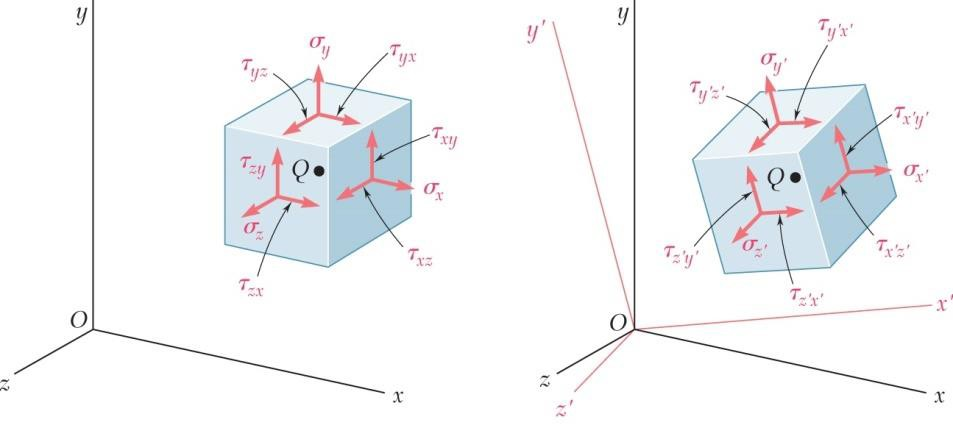 y
σy
τyz
τyx
τxy
τzy
Q
σx
σz
τxz
τzx
O
z
x
y′
y
τy′x′
σy′
τy′z′
τx′y′
Q
σx′
τz′y′
σz′
τx′z′
τz′x′
x′
O
z
z′
x